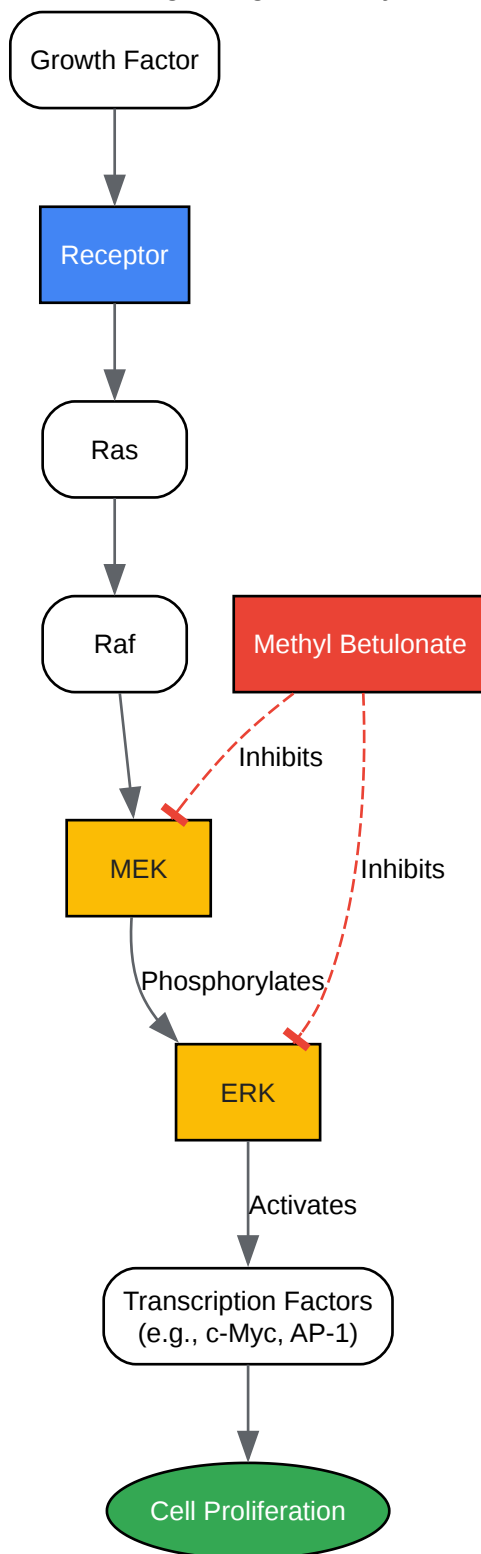 Growth Factor
Receptor
Ras
Raf
Methyl Betulonate
Inhibits
MEK
Inhibits
Phosphorylates
ERK
Activates
Transcription Factors
(e.g., c-Myc, AP-1)
Cell Proliferation